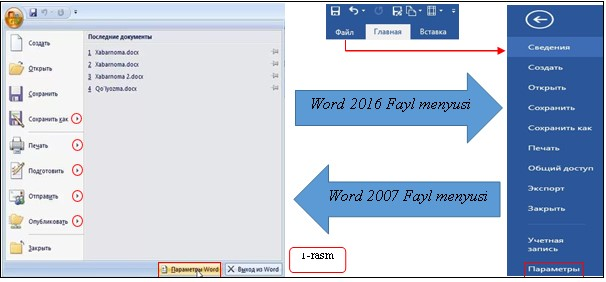 Последние документы
Создать
Открыть
Сохранить
Сохранить как
Печать
Подготовить
Отправить
Опубликовать
Закрыть
1 Xabarnoma.docx
2 Xabarnoma.docx
3 Xabarnoma 2.docx
4 Qo'lyozma.docx
Параметры Word
Выход из Word
Файл Главная Вставка
Word 2016 Fayl menyusi
Word 2007 Fayl menyusi
1-rasm
Сведения
Создать
Открыть
Сохранить
Сохранить как
Печать
Общий доступ
Экспорт
Закрыть
Учетная
запись
Параметры